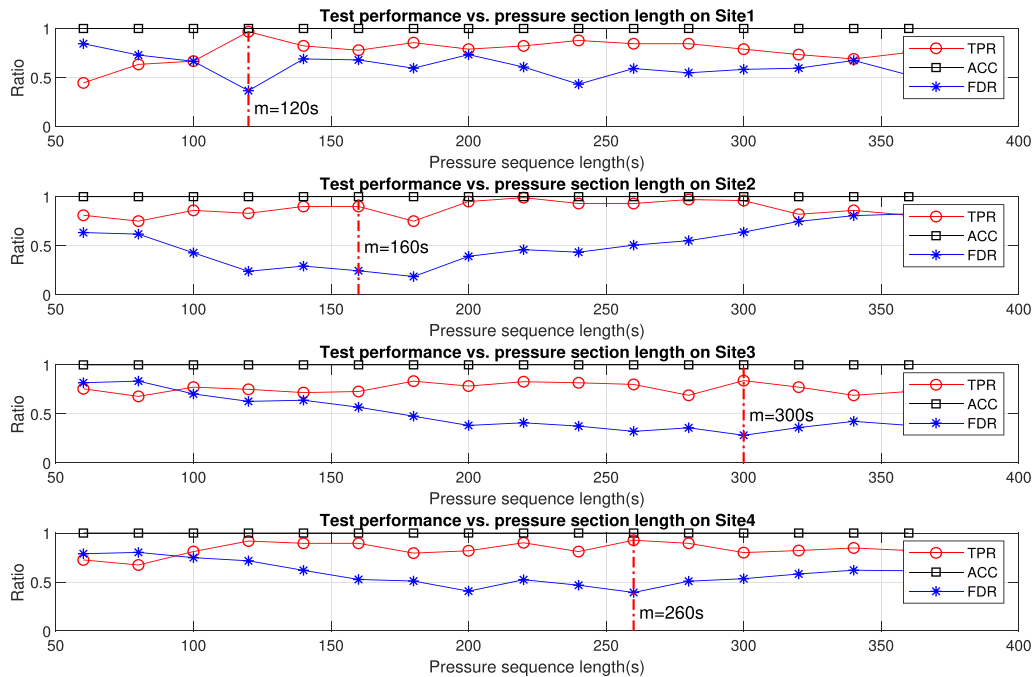 Test performance vs. pressure section length on Site1
1
0.5
0
Ratio
m=120s
TPR
ACC
FDR
50 100 150 200 250 300 350 400
Pressure sequence length(s)
Test performance vs. pressure section length on Site2
1
0.5
0
Ratio
m=160s
TPR
ACC
FDR
50 100 150 200 250 300 350 400
Pressure sequence length(s)
Test performance vs. pressure section length on Site3
1
0.5
0
Ratio
m=300s
TPR
ACC
FDR
50 100 150 200 250 300 350 400
Pressure sequence length(s)
Test performance vs. pressure section length on Site4
1
0.5
0
Ratio
m=260s
TPR
ACC
FDR
50 100 150 200 250 300 350 400
Pressure sequence length(s)